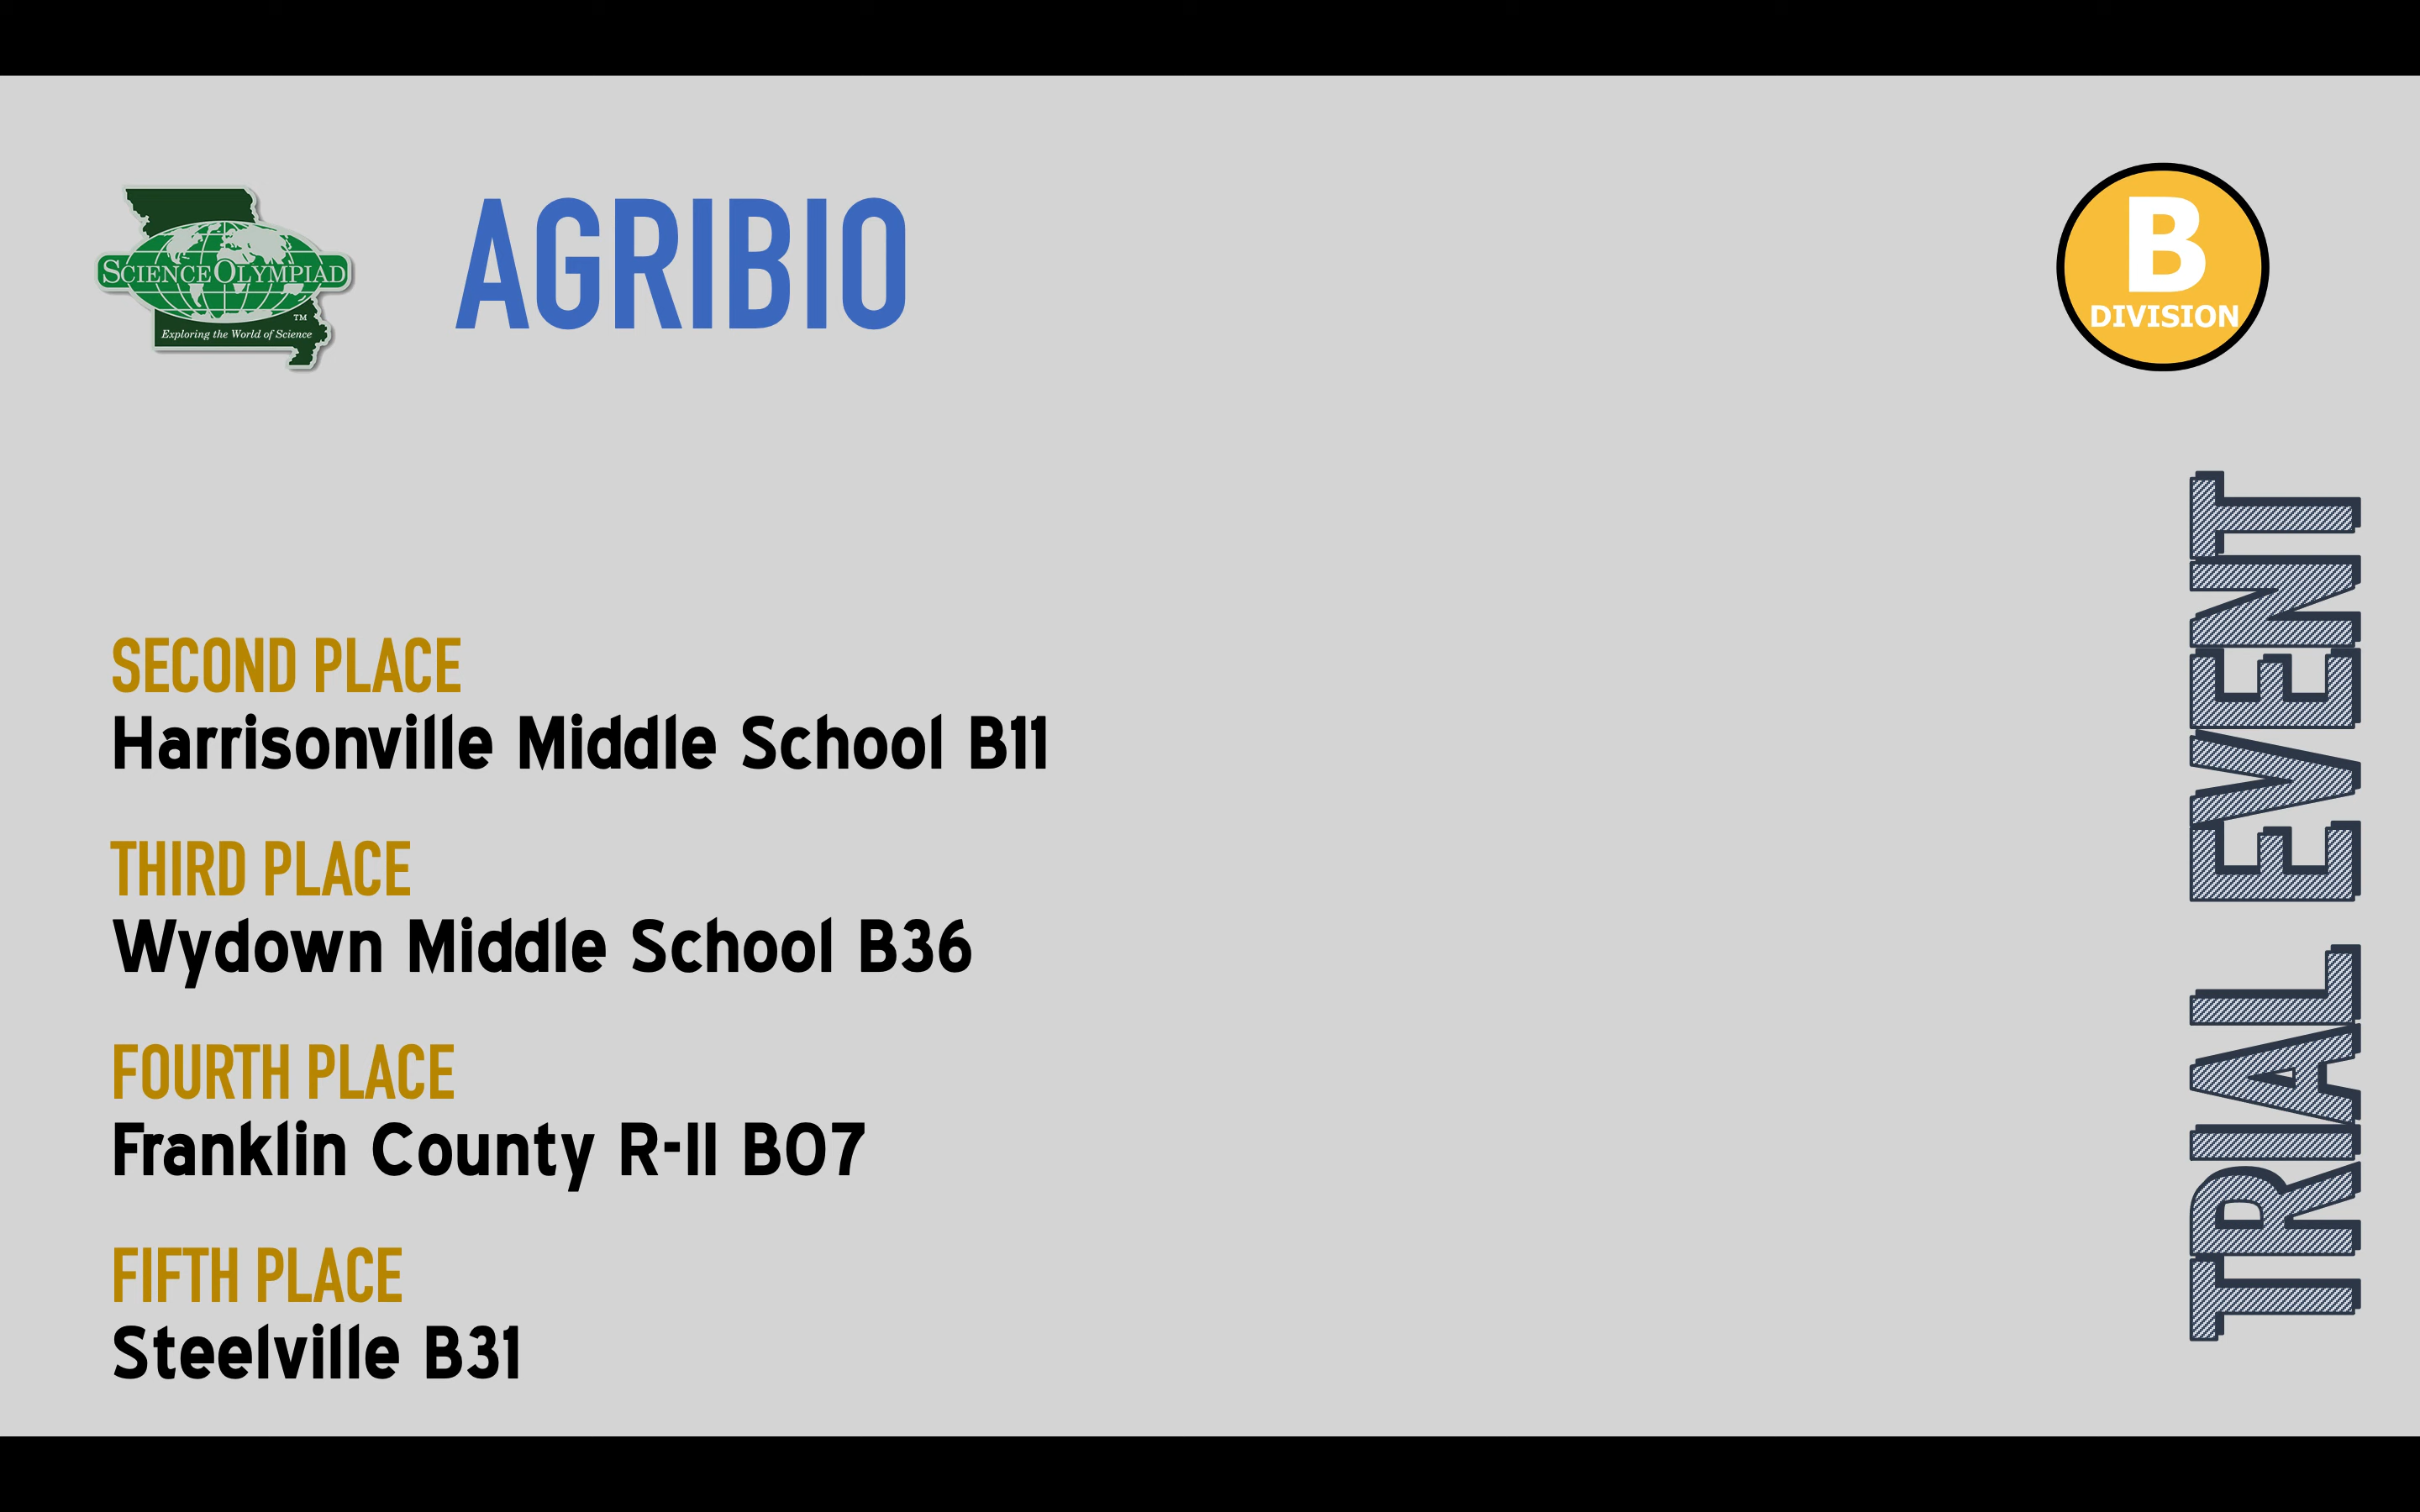 SCIENCE OLYMPIAD
TM
Exploring the World of Science
AGRIBIO
B
DIVISION
SECOND PLACE
Harrisonville Middle School B11
THIRD PLACE
Wydown Middle School B36
FOURTH PLACE
Franklin County R-II B07
FIFTH PLACE
Steelville B31
TRIAL EVENT